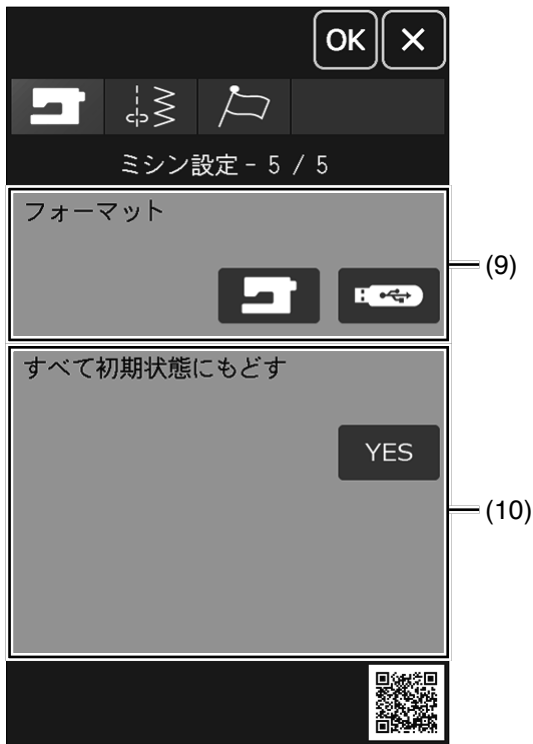 OK ×
ミシン設定 - 5 / 5
フォーマット
(9)
すべて初期状態にもどす
YES
(10)